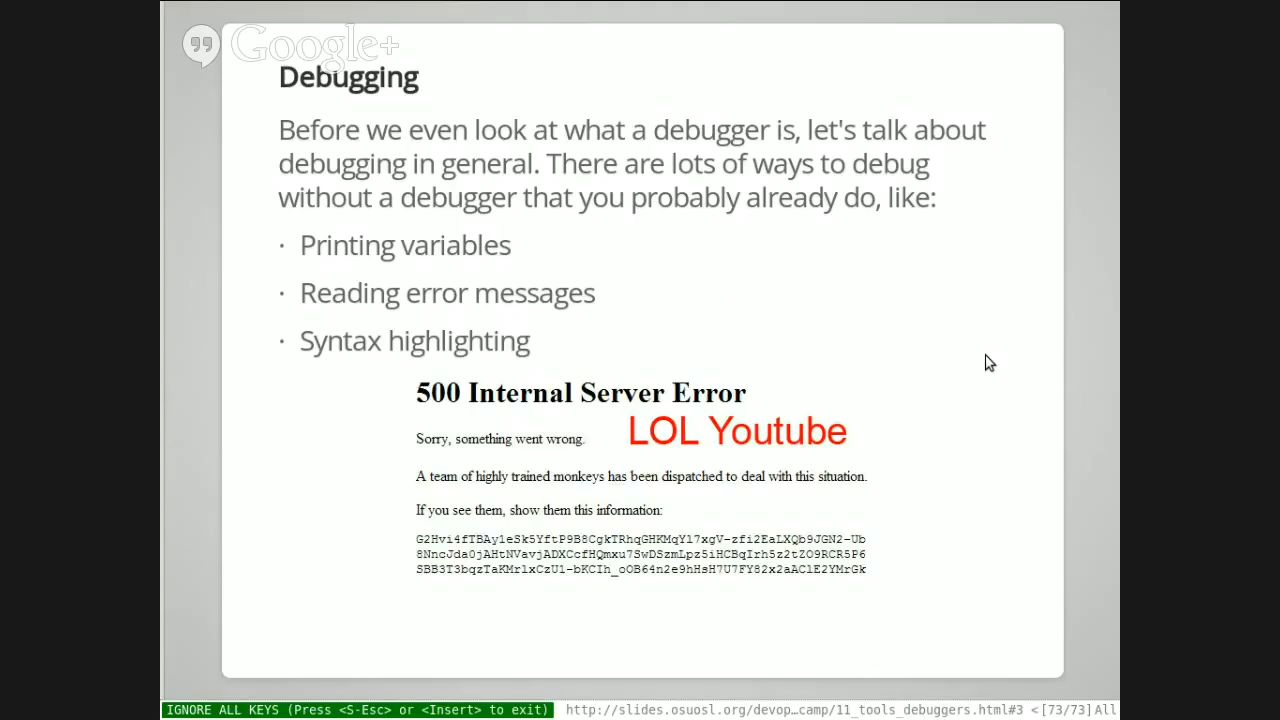 Google+
Debugging
Before we even look at what a debugger is, let's talk about
debugging in general. There are lots of ways to debug
without a debugger that you probably already do, like:
· Printing variables
· Reading error messages
· Syntax highlighting
500 Internal Server Error
Sorry, something went wrong.
LOL Youtube
A team of highly trained monkeys has been dispatched to deal with this situation.
If you see them, show them this information:
IGNORE ALL KEYS (Press <S-Esc> or <Insert> to exit) http://slides.osuosl.org/devop…camp/11_tools_debuggers.html#3 <[73/73]All